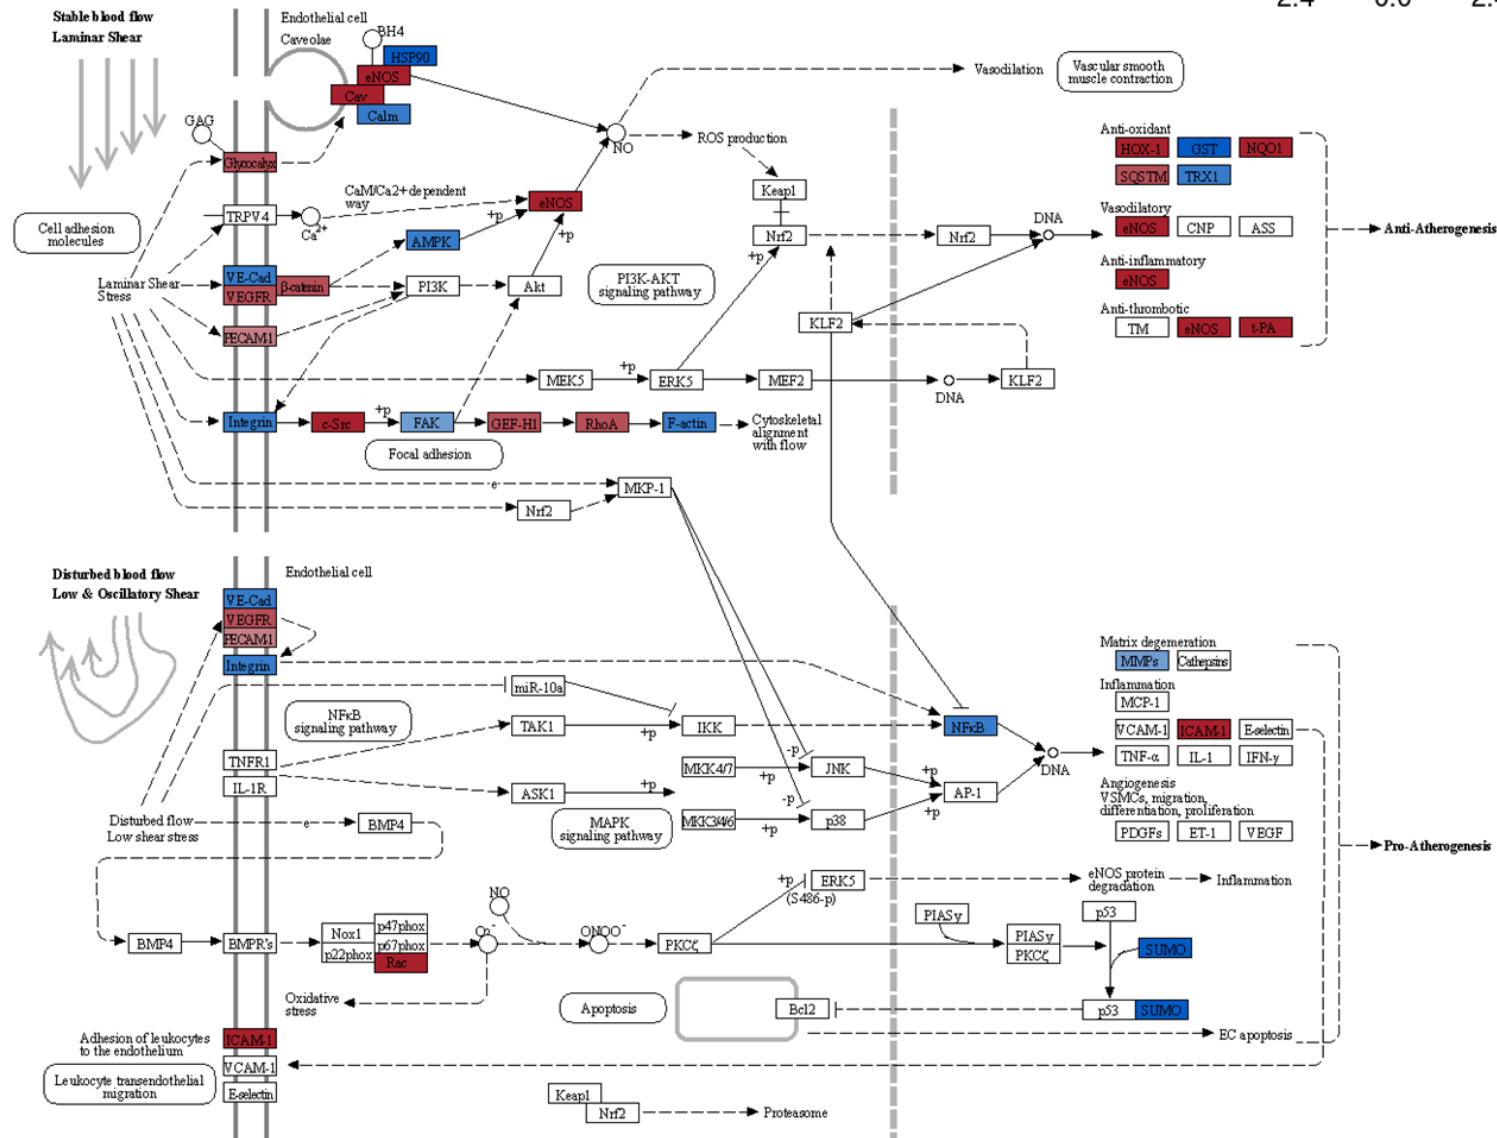 2.4 0.0 2.4
Stable blood flow
Laminar Shear
Endothelial cell
Caveolae
BH4
HSP90
eNOS
Cav
Calm
Vasodilation
Vascular smooth
muscle contraction
GAG
Glycocalyx
NO
ROS production
Anti-oxidant
HOX-1 GST NQO1
SQSTM TRX1
CaM/Ca2+ dependent
way
eNOS
Keap1
Cell adhesion
molecules
TRPV4
Ca2+
+p
+p
AMPK
Nrf2
+p
Nrf2
DNA
Vasodilatory
eNOS CNP ASS
Anti-Atherogenesis
Anti-inflammatory
eNOS
Laminar Shear
Stress
VE-Cad
VEGFR
β-catenin
PI3K
Akt
PI3K-AKT
signaling pathway
Anti-thrombotic
TM eNOS t-PA
PECAM1
KLF2
MEK5
+p
ERK5
MEF2
DNA
KLF2
Integrin
c-Src
+p
FAK
GEF-H1
RhoA
F-actin
Cytoskeletal
alignment
with flow
Focal adhesion
e
MKP-1
Nrf2
Disturbed blood flow
Low & Oscillatory Shear
Endothelial cell
VE-Cad
VEGFR
PECAM1
Integrin
miR-10a
Matrix degemeration
MMPs Cathepsins
Inflammation
MCP-1
VCAM-1 ICAM-1 E-selectin
TNF-α IL-1 IFN-γ
NFκB
signaling pathway
TAK1
+p
IKK
NFκB
DNA
TNFR1
IL-1R
MKK4/7
+p
-p
JNK
+p
AP-1
ASK1
+p
MKK3/4/6
+p
-p
p38
+p
Angiogenesis
VSMCs, migration,
differentiation, proliferation
PDGFs ET-1 VEGF
MAPK
signaling pathway
Disturbed flow
Low shear stress
e
BMP4
Pro-Atherogenesis
+p
(S486-p)
ERK5
eNOS protein
degradation
Inflammation
NO
BMP4
BMPR's
Nox1
p22phox
p47phox
p67phox
Rac
O2-
ONOO-
PKCζ
PIASy
PIASy
PKCζ
p53
SUMO
Oxidative
stress
Apoptosis
Bcl2
p53
SUMO
EC apoptosis
Adhesion of leukocytes
to the endothelium
ICAM-1
VCAM-1
E-selectin
Leukocyte transendothelial
migration
Keap1
Nrf2
Proteasome